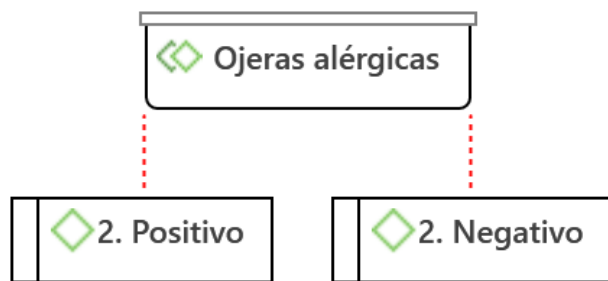 Ojeras alérgicas
2. Positivo
2. Negativo